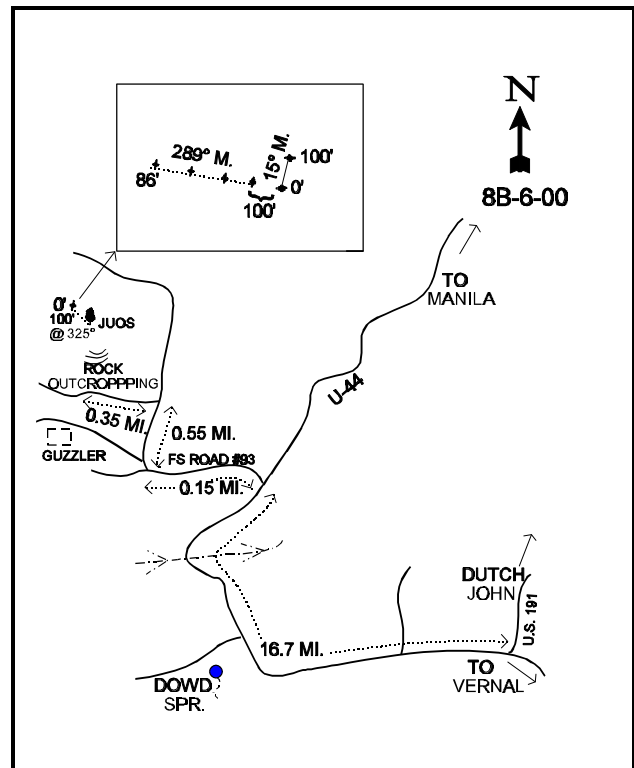 N
8B-6-00
289° M.
15° M.
100'
86'
0'
100'
TO
MANILA
0'
100'
@ 325°
JUOS
ROCK
OUTCROPPPING
U-44
0.35 MI.
0.55 MI.
GUZZLER
FS ROAD #93
0.15 MI.
DUTCH
JOHN
U.S. 191
16.7 MI.
TO
VERNAL
DOWD
SPR.